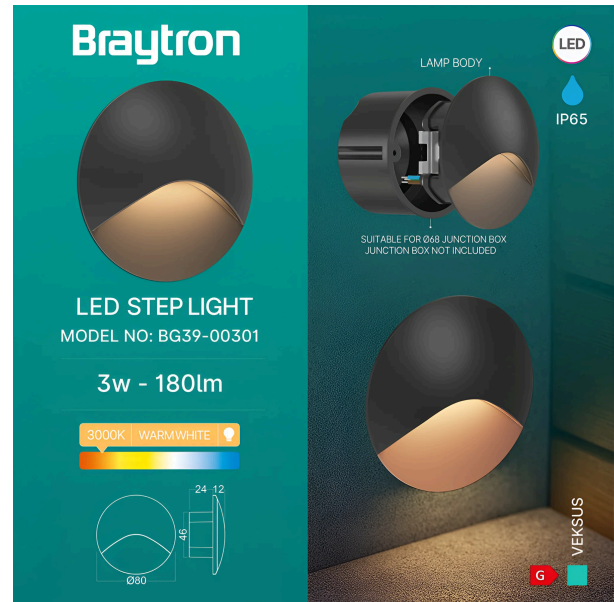 Braytron
LED STEP LIGHT
MODEL NO: BG39-00301
3w - 180lm
3000K WARMWHITE
24 12
46
Ø80
LED
IP65
LAMP BODY
SUITABLE FOR Ø68 JUNCTION BOX
JUNCTION BOX NOT INCLUDED
VEKSUS
G